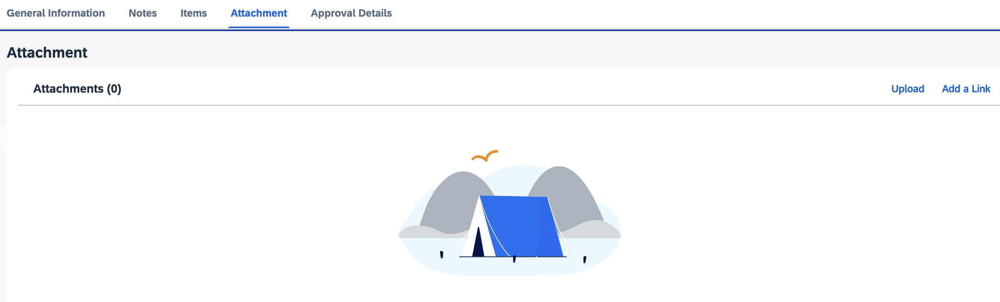 General Information Notes Items Attachment Approval Details
Attachment
Attachments (0) Upload Add a Link